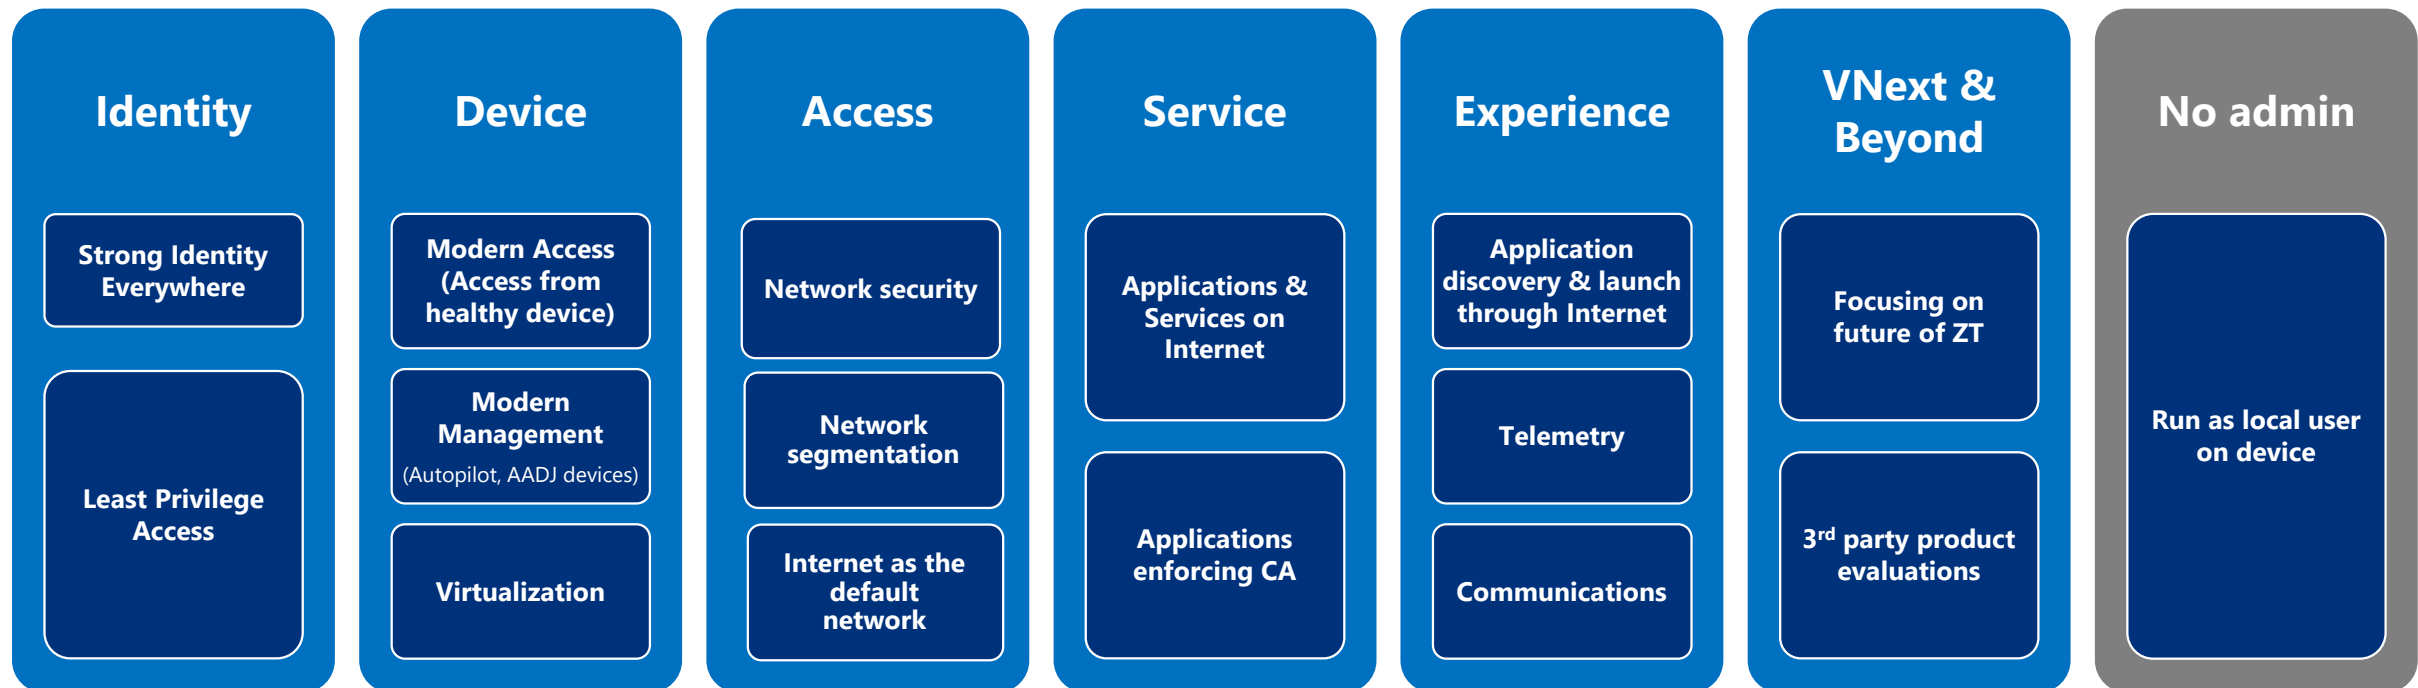 Identity
Strong Identity
Everywhere
Least Privilege
Access
Device
Modern Access
(Access from
healthy device)
Modern
Management
(Autopilot, AADJ devices)
Virtualization
Access
Network security
Network
segmentation
Internet as the
default
network
Service
Applications &
Services on
Internet
Applications
enforcing CA
Experience
Application
discovery & launch
through Internet
Telemetry
Communications
VNext &
Beyond
Focusing on
future of ZT
3rd party product
evaluations
No admin
Run as local user
on device